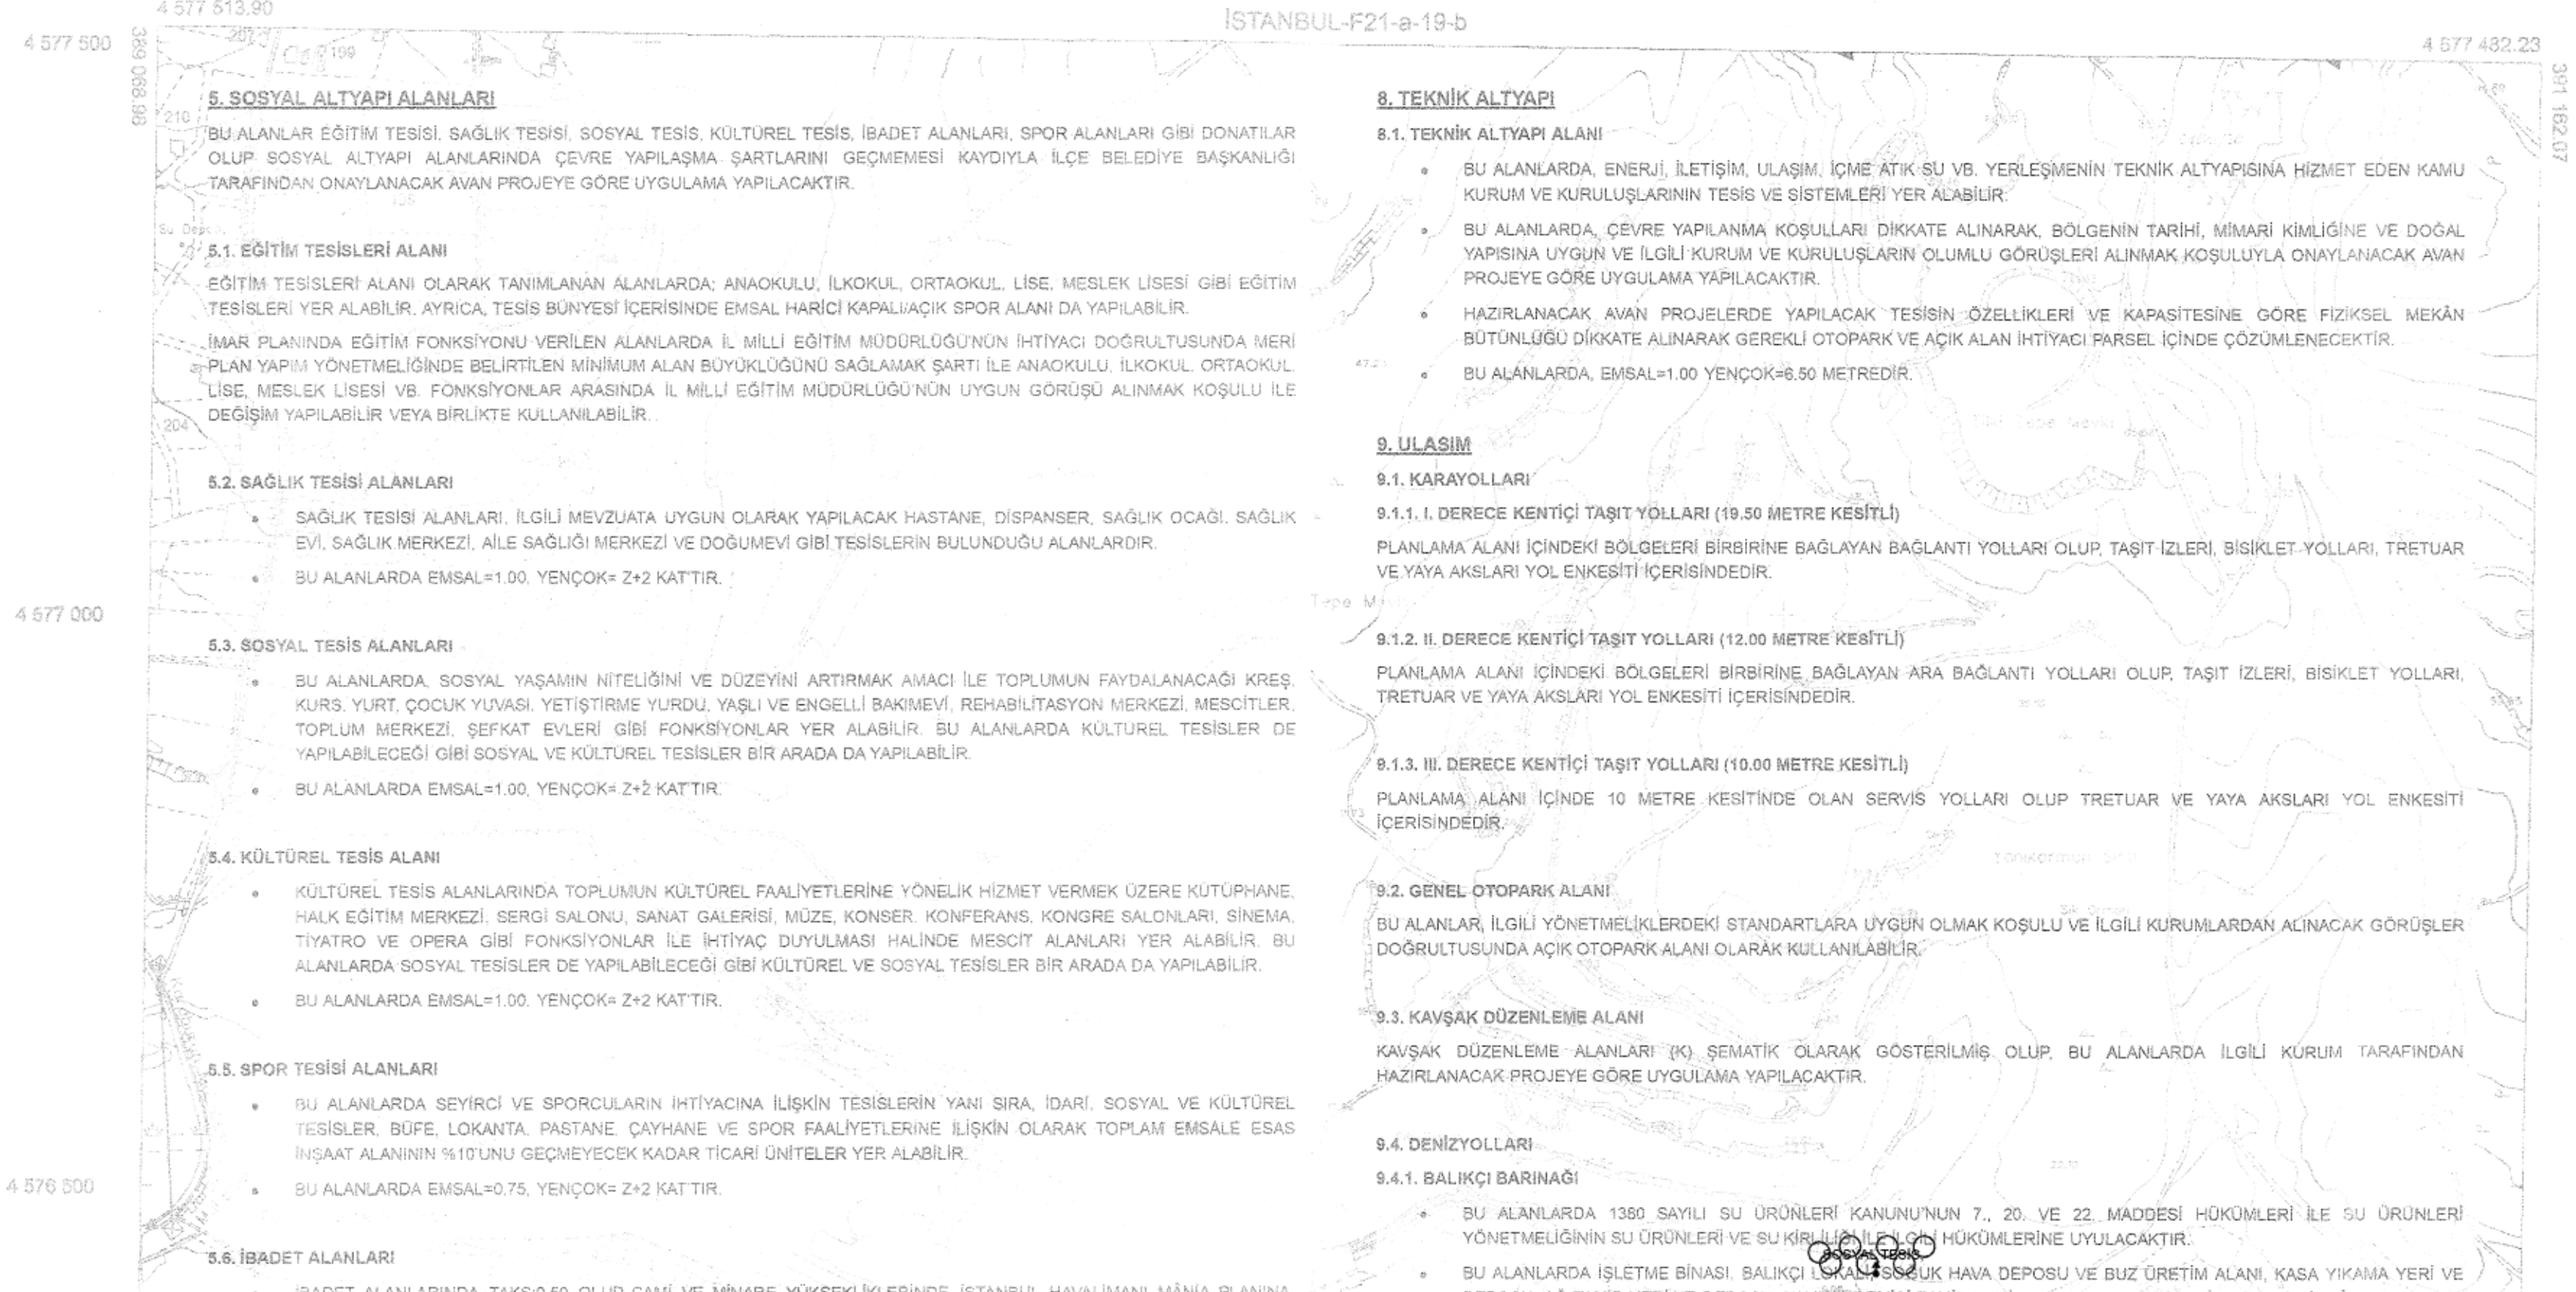 4 577 513.90
İSTANBUL-F21-a-19-b
4 577 500
4 577 482.23
389 068.98
391 182.07
207
199
210
5. SOSYAL ALTYAPI ALANLARI
BU ALANLAR EĞİTİM TESİSİ, SAĞLIK TESİSİ, SOSYAL TESİS, KÜLTÜREL TESİS, İBADET ALANLARI, SPOR ALANLARI GİBİ DONATILAR
OLUP SOSYAL ALTYAPI ALANLARINDA ÇEVRE YAPILAŞMA ŞARTLARINI GEÇMEMESİ KAYDIYLA İLÇE BELEDİYE BAŞKANLIĞI
TARAFINDAN ONAYLANACAK AVAN PROJEYE GÖRE UYGULAMA YAPILACAKTIR.
5.1. EĞİTİM TESİSLERİ ALANI
EĞİTİM TESİSLERİ ALANI OLARAK TANIMLANAN ALANLARDA; ANAOKULU, İLKOKUL, ORTAOKUL, LİSE, MESLEK LİSESİ GİBİ EĞİTİM
TESİSLERİ YER ALABİLİR. AYRICA, TESİS BÜNYESİ İÇERİSİNDE EMSAL HARİCİ KAPALI/AÇIK SPOR ALANI DA YAPILABİLİR.
İMAR PLANINDA EĞİTİM FONKSİYONU VERİLEN ALANLARDA İL MİLLİ EĞİTİM MÜDÜRLÜĞÜ'NÜN İHTİYACI DOĞRULTUSUNDA MERİ
PLAN YAPIM YÖNETMELİĞİNDE BELİRTİLEN MİNİMUM ALAN BÜYÜKLÜĞÜNÜ SAĞLAMAK ŞARTI İLE ANAOKULU, İLKOKUL, ORTAOKUL,
LİSE, MESLEK LİSESİ VB. FONKSİYONLAR ARASINDA İL MİLLİ EĞİTİM MÜDÜRLÜĞÜ'NÜN UYGUN GÖRÜŞÜ ALINMAK KOŞULU İLE
DEĞİŞİM YAPILABİLİR VEYA BİRLİKTE KULLANILABİLİR.
204
5.2. SAĞLIK TESİSİ ALANLARI
• SAĞLIK TESİSİ ALANLARI, İLGİLİ MEVZUATA UYGUN OLARAK YAPILACAK HASTANE, DİSPANSER, SAĞLIK OCAĞI, SAĞLIK
EVİ, SAĞLIK MERKEZİ, AİLE SAĞLIĞI MERKEZİ VE DOĞUMEVİ GİBİ TESİSLERİN BULUNDUĞU ALANLARDIR.
• BU ALANLARDA EMSAL=1.00, YENÇOK= Z+2 KAT'TIR.
4 577 000
5.3. SOSYAL TESİS ALANLARI
• BU ALANLARDA, SOSYAL YAŞAMIN NİTELİĞİNİ VE DÜZEYİNİ ARTIRMAK AMACI İLE TOPLUMUN FAYDALANACAĞI KREŞ,
KURS, YURT, ÇOCUK YUVASI, YETİŞTİRME YURDU, YAŞLI VE ENGELLİ BAKIMEVİ, REHABİLİTASYON MERKEZİ, MESCİTLER,
TOPLUM MERKEZİ, ŞEFKAT EVLERİ GİBİ FONKSİYONLAR YER ALABİLİR. BU ALANLARDA KÜLTÜREL TESİSLER DE
YAPILABİLECEĞİ GİBİ SOSYAL VE KÜLTÜREL TESİSLER BİR ARADA DA YAPILABİLİR.
• BU ALANLARDA EMSAL=1.00, YENÇOK= Z+2 KAT'TIR.
5.4. KÜLTÜREL TESİS ALANI
• KÜLTÜREL TESİS ALANLARINDA TOPLUMUN KÜLTÜREL FAALİYETLERİNE YÖNELİK HİZMET VERMEK ÜZERE KÜTÜPHANE,
HALK EĞİTİM MERKEZİ, SERGİ SALONU, SANAT GALERİSİ, MÜZE, KONSER, KONFERANS, KONGRE SALONLARI, SİNEMA,
TİYATRO VE OPERA GİBİ FONKSİYONLAR İLE İHTİYAÇ DUYULMASI HALİNDE MESCİT ALANLARI YER ALABİLİR. BU
ALANLARDA SOSYAL TESİSLER DE YAPILABİLECEĞİ GİBİ KÜLTÜREL VE SOSYAL TESİSLER BİR ARADA DA YAPILABİLİR.
• BU ALANLARDA EMSAL=1.00, YENÇOK= Z+2 KAT'TIR.
5.5. SPOR TESİSİ ALANLARI
• BU ALANLARDA SEYİRCİ VE SPORCULARIN İHTİYACINA İLİŞKİN TESİSLERİN YANI SIRA, İDARİ, SOSYAL VE KÜLTÜREL
TESİSLER, BÜFE, LOKANTA, PASTANE, ÇAYHANE VE SPOR FAALİYETLERİNE İLİŞKİN OLARAK TOPLAM EMSALE ESAS
İNŞAAT ALANININ %10'UNU GEÇMEYECEK KADAR TİCARİ ÜNİTELER YER ALABİLİR.
• BU ALANLARDA EMSAL=0,75, YENÇOK= Z+2 KAT'TIR.
4 576 500
5.6. İBADET ALANLARI
8. TEKNİK ALTYAPI
8.1. TEKNİK ALTYAPI ALANI
• BU ALANLARDA, ENERJİ, İLETİŞİM, ULAŞIM, İÇME ATIK SU VB. YERLEŞMENİN TEKNİK ALTYAPISINA HİZMET EDEN KAMU
KURUM VE KURULUŞLARININ TESİS VE SİSTEMLERİ YER ALABİLİR.
• BU ALANLARDA, ÇEVRE YAPILANMA KOŞULLARI DİKKATE ALINARAK, BÖLGENİN TARİHİ, MİMARİ KİMLİĞİNE VE DOĞAL
YAPISINA UYGUN VE İLGİLİ KURUM VE KURULUŞLARIN OLUMLU GÖRÜŞLERİ ALINMAK KOŞULUYLA ONAYLANACAK AVAN
PROJEYE GÖRE UYGULAMA YAPILACAKTIR.
• HAZIRLANACAK AVAN PROJELERDE YAPILACAK TESİSİN ÖZELLİKLERİ VE KAPASİTESİNE GÖRE FİZİKSEL MEKÂN
BÜTÜNLÜĞÜ DİKKATE ALINARAK GEREKLİ OTOPARK VE AÇIK ALAN İHTİYACI PARSEL İÇİNDE ÇÖZÜMLENECEKTİR.
• BU ALANLARDA, EMSAL=1.00 YENÇOK=6.50 METREDİR.
9. ULAŞIM
9.1. KARAYOLLARI
9.1.1. I. DERECE KENTİÇİ TAŞIT YOLLARI (19.50 METRE KESİTLİ)
PLANLAMA ALANI İÇİNDEKİ BÖLGELERİ BİRBİRİNE BAĞLAYAN BAĞLANTI YOLLARI OLUP, TAŞIT İZLERİ, BİSİKLET YOLLARI, TRETUAR
VE YAYA AKSLARI YOL ENKESİTİ İÇERİSİNDEDİR.
9.1.2. II. DERECE KENTİÇİ TAŞIT YOLLARI (12.00 METRE KESİTLİ)
PLANLAMA ALANI İÇİNDEKİ BÖLGELERİ BİRBİRİNE BAĞLAYAN ARA BAĞLANTI YOLLARI OLUP, TAŞIT İZLERİ, BİSİKLET YOLLARI,
TRETUAR VE YAYA AKSLARI YOL ENKESİTİ İÇERİSİNDEDİR.
9.1.3. III. DERECE KENTİÇİ TAŞIT YOLLARI (10.00 METRE KESİTLİ)
PLANLAMA ALANI İÇİNDE 10 METRE KESİTİNDE OLAN SERVİS YOLLARI OLUP TRETUAR VE YAYA AKSLARI YOL ENKESİTİ
İÇERİSİNDEDİR.
9.2. GENEL OTOPARK ALANI
BU ALANLAR, İLGİLİ YÖNETMELİKLERDEKİ STANDARTLARA UYGUN OLMAK KOŞULU VE İLGİLİ KURUMLARDAN ALINACAK GÖRÜŞLER
DOĞRULTUSUNDA AÇIK OTOPARK ALANI OLARAK KULLANILABİLİR.
9.3. KAVŞAK DÜZENLEME ALANI
KAVŞAK DÜZENLEME ALANLARI (K) ŞEMATİK OLARAK GÖSTERİLMİŞ OLUP, BU ALANLARDA İLGİLİ KURUM TARAFINDAN
HAZIRLANACAK PROJEYE GÖRE UYGULAMA YAPILACAKTIR.
9.4. DENİZYOLLARI
9.4.1. BALIKÇI BARINAĞI
• BU ALANLARDA 1380 SAYILI SU ÜRÜNLERİ KANUNU'NUN 7., 20. VE 22. MADDESİ HÜKÜMLERİ İLE SU ÜRÜNLERİ
YÖNETMELİĞİNİN SU ÜRÜNLERİ VE SU KİRLİLİĞİ İLE İLGİLİ HÜKÜMLERİNE UYULACAKTIR.
SOSYAL TESİS
• BU ALANLARDA İŞLETME BİNASI, BALIKÇI LOKALİ, SOĞUK HAVA DEPOSU VE BUZ ÜRETİM ALANI, KASA YIKAMA YERİ VE